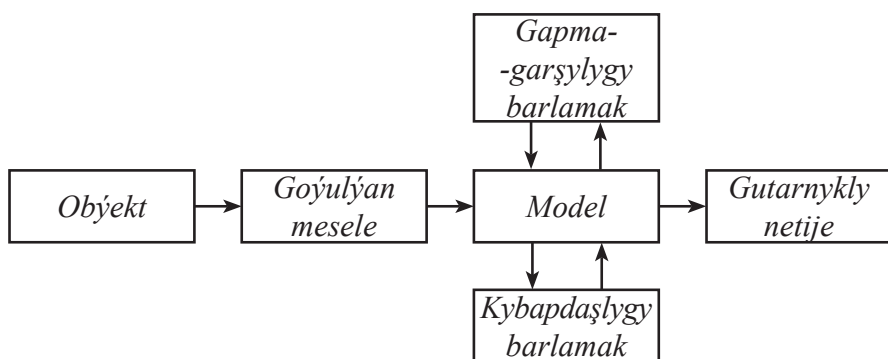 Gapma-
-garşylygy
barlamak
Obýekt
Goýulýan
mesele
Model
Gutarnykly
netije
Kybapdaşlygy
barlamak